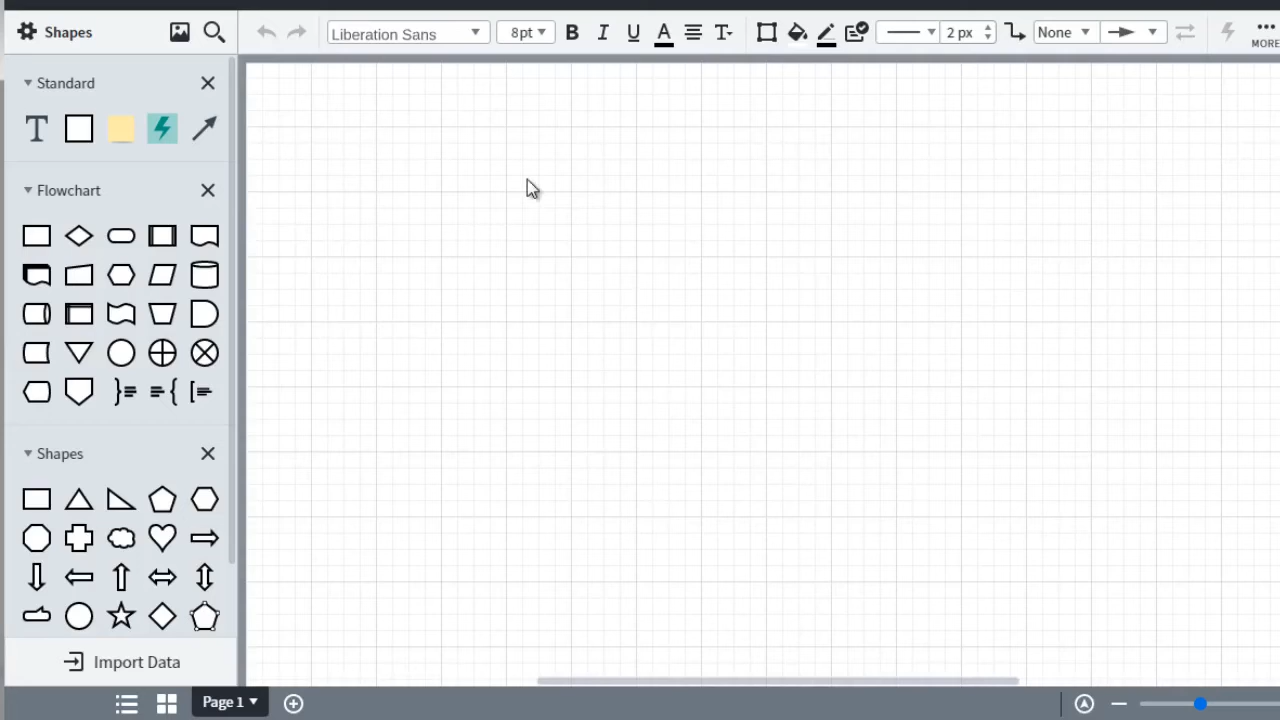 Shapes
Liberation Sans
8pt
B
I
U
A
T
2 px
None
MORE
Standard
T
Flowchart
Shapes
Import Data
Page 1